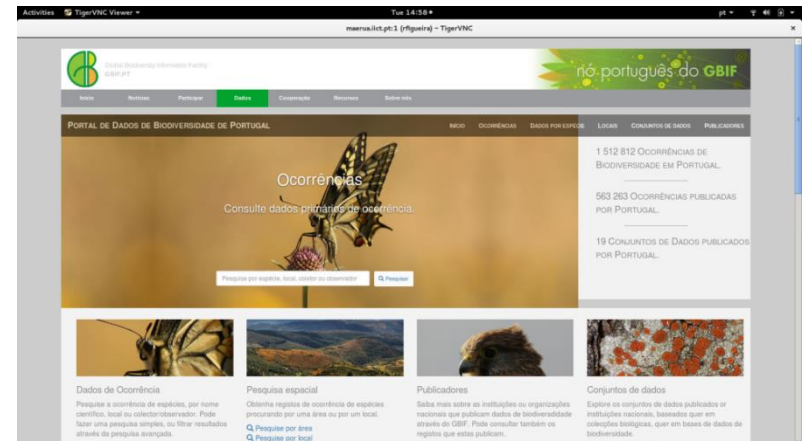 Activities TigerVNC Viewer Tue 14:58 pt
maerua.iict.pt:1 (rfigueira) – TigerVNC
Global Biodiversity Information Facility
GBIF.PT
nó português do GBIF
Início Notícias Participar Dados Cooperação Recursos Sobre nós
Portal de Dados de Biodiversidade de Portugal
Início Ocorrências Dados por espécie Locais Conjuntos de dados Publicadores
Ocorrências
Consulte dados primários de ocorrência.
Pesquise por espécie, local, coletor ou observador Pesquisar
1 512 812 Ocorrências de
Biodiversidade em Portugal.
563 263 Ocorrências publicadas
por Portugal.
19 Conjuntos de Dados publicados
por Portugal.
Dados de Ocorrência
Pesquise a ocorrência de espécies, por nome
científico, local ou colector/observador. Pode
fazer uma pesquisa simples, ou filtrar resultados
através da pesquisa avançada.
Pesquisa espacial
Obtenha registos de ocorrência de espécies
procurando por uma área ou por um local.
Pesquise por área
Pesquise por local
Publicadores
Saiba mais sobre as instituições ou organizações
nacionais que publicam dados de biodiversidade
através do GBIF. Pode consultar também os
registos que estas publicam.
Conjuntos de dados
Explore os conjuntos de dados publicados por
instituições nacionais, baseados quer em
colecções biológicas, quer em bases de dados de
biodiversidade.